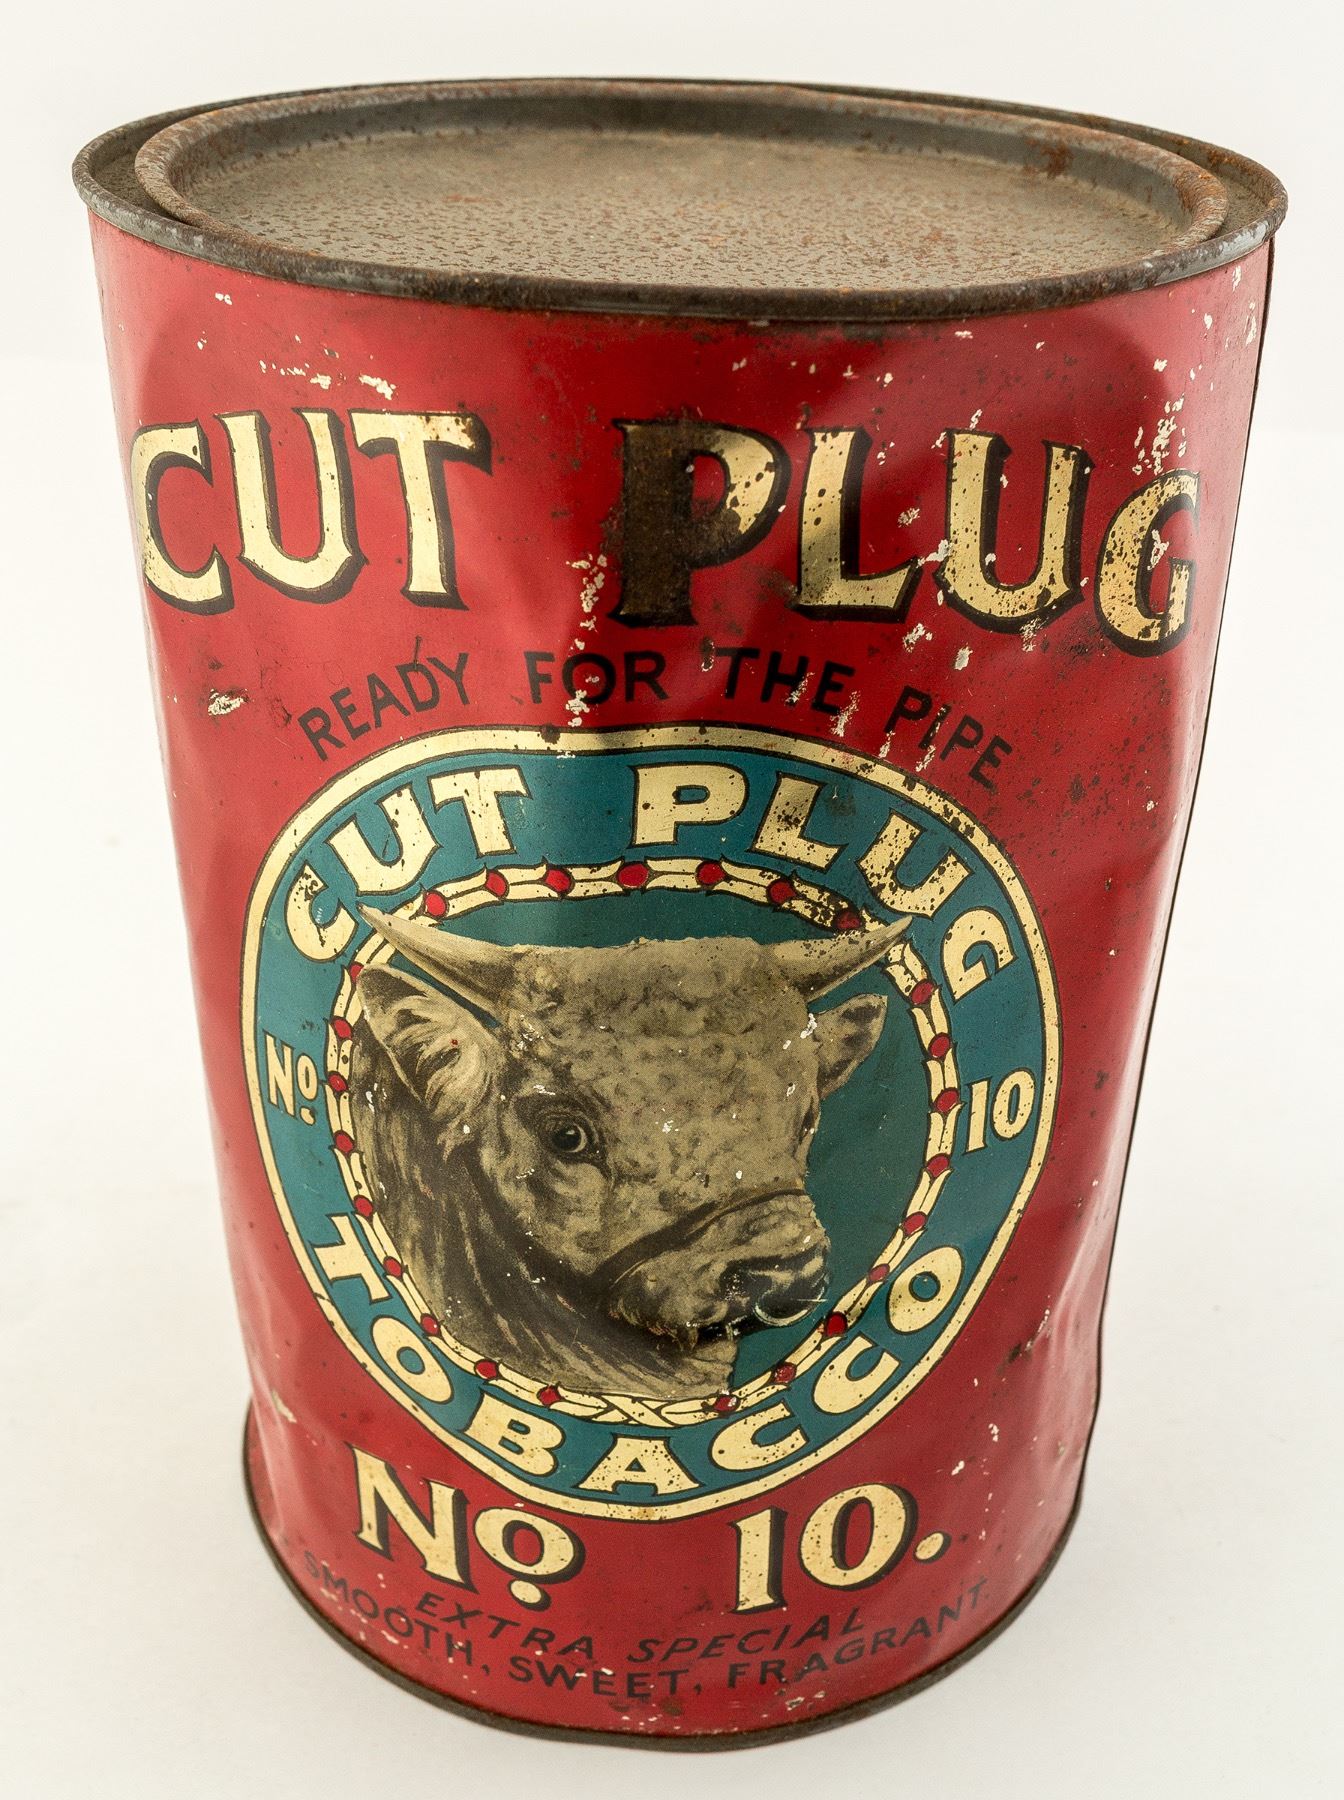 CUT PLUG
READY FOR THE PIPE
CUT PLUG
No. 10
TOBACCO
No. 10.
EXTRA SPECIAL
SMOOTH, SWEET, FRAGRANT.